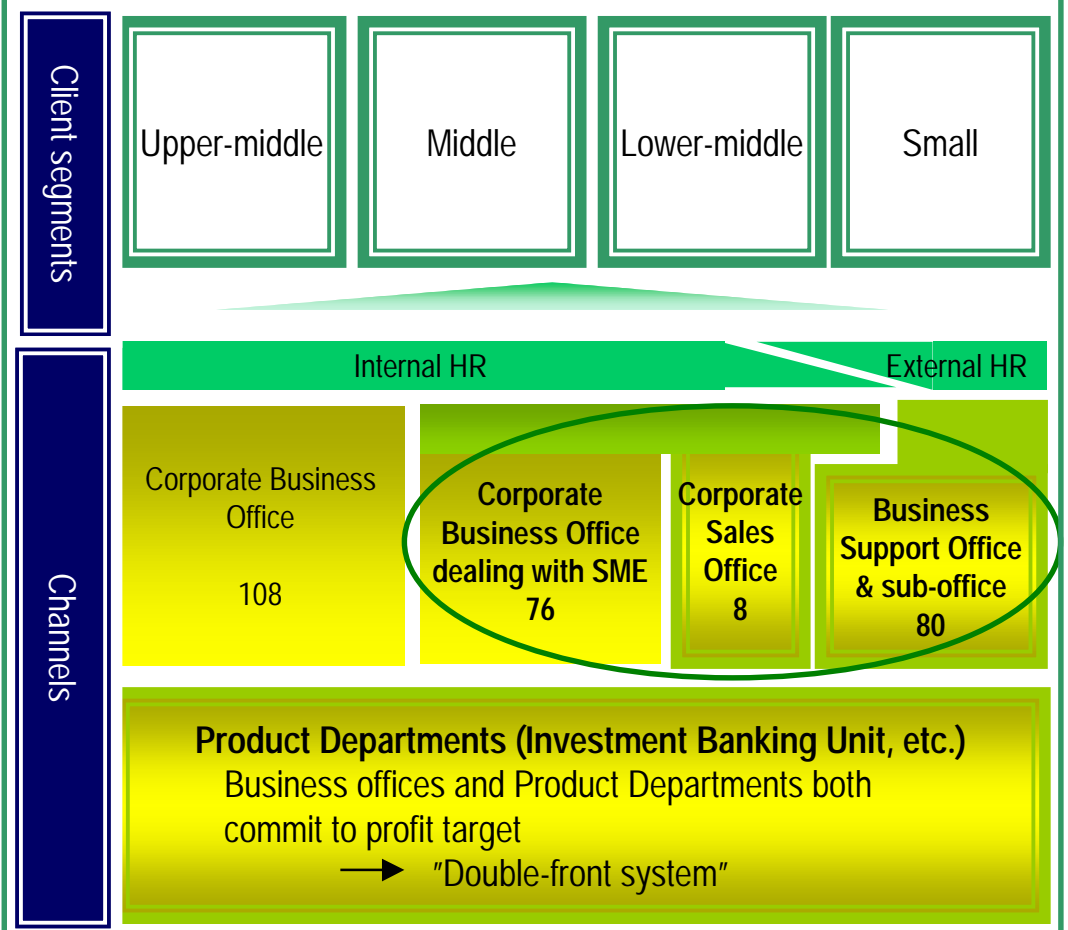 Client segments
Upper-middle
Middle
Lower-middle
Small
Channels
Internal HR
External HR
Corporate Business
Office
108
Corporate
Business Office
dealing with SME
76
Corporate
Sales
Office
8
Business
Support Office
& sub-office
80
Product Departments (Investment Banking Unit, etc.)
Business offices and Product Departments both
commit to profit target
→ "Double-front system"